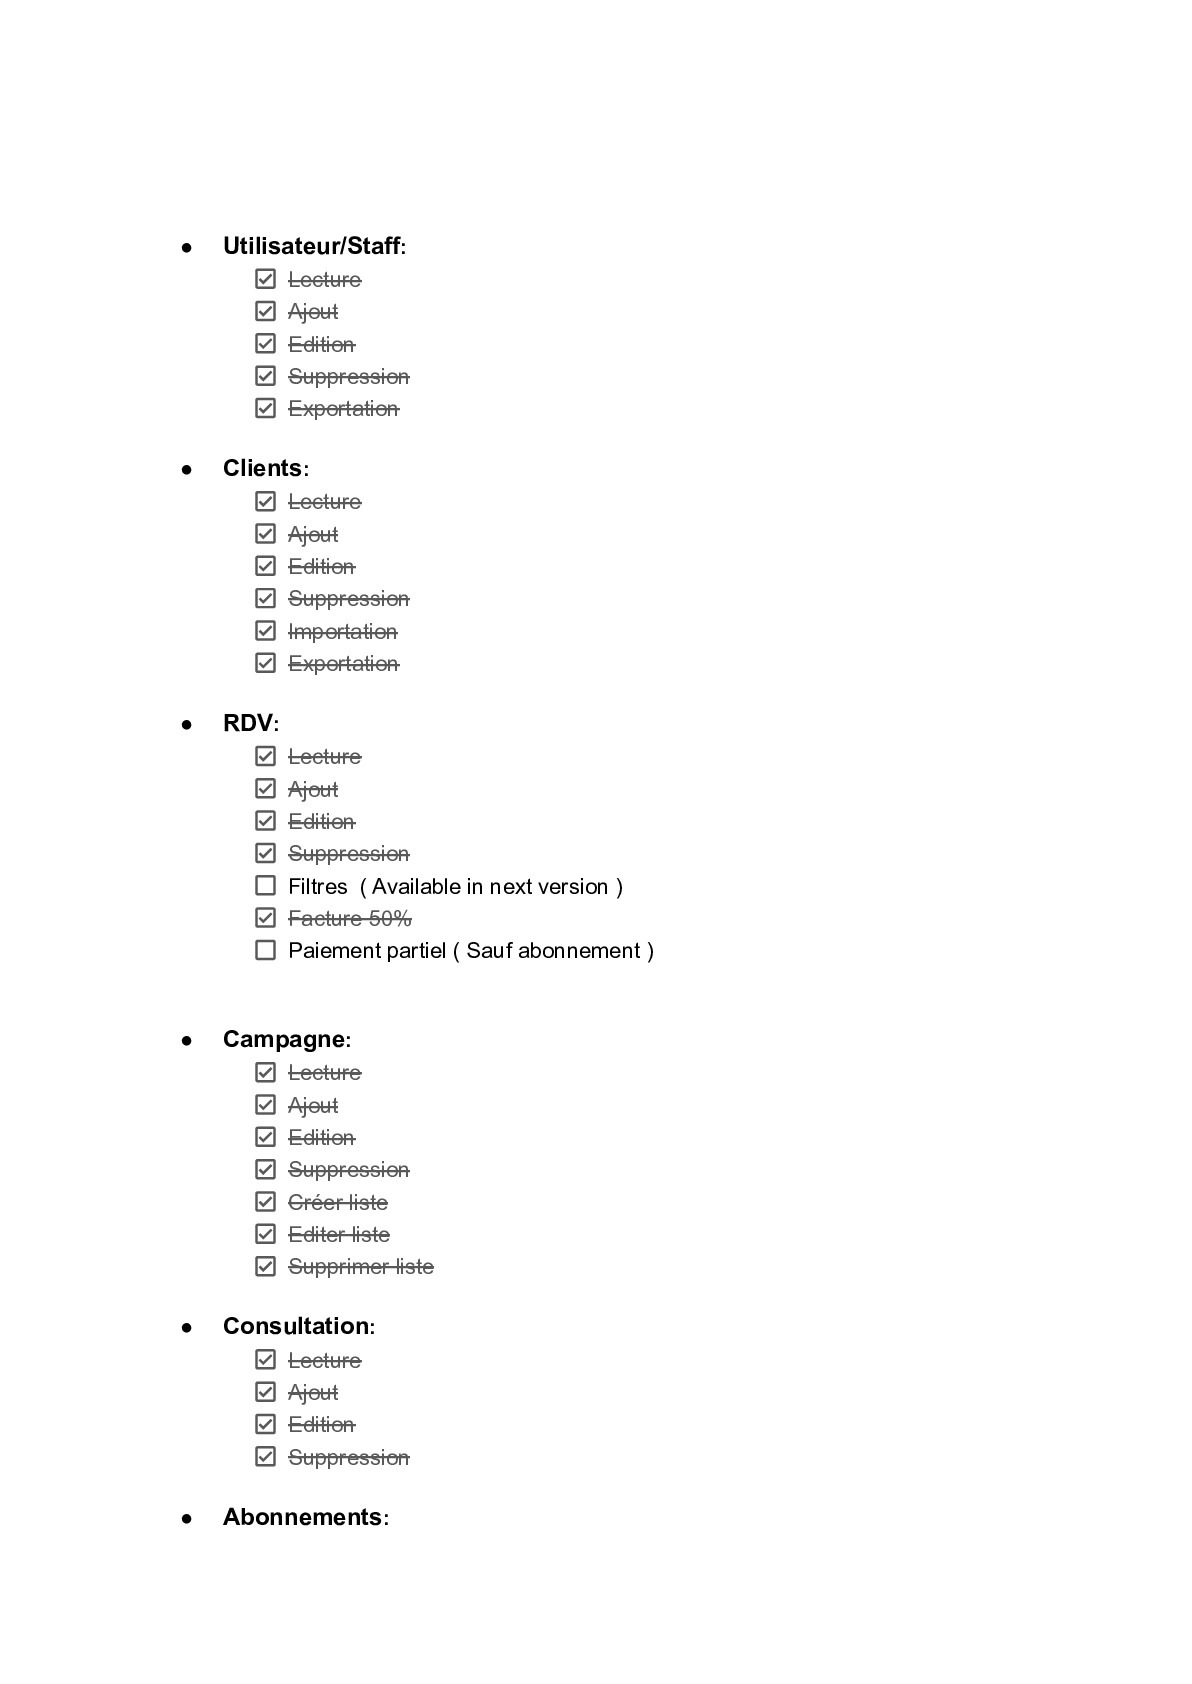 ● Utilisateur/Staff:
☑ Lecture
☑ Ajout
☑ Edition
☑ Suppression
☑ Exportation
● Clients:
☑ Lecture
☑ Ajout
☑ Edition
☑ Suppression
☑ Importation
☑ Exportation
● RDV:
☑ Lecture
☑ Ajout
☑ Edition
☑ Suppression
☐ Filtres ( Available in next version )
☑ Facture 50%
☐ Paiement partiel ( Sauf abonnement )
● Campagne:
☑ Lecture
☑ Ajout
☑ Edition
☑ Suppression
☑ Créer liste
☑ Editer liste
☑ Supprimer liste
● Consultation:
☑ Lecture
☑ Ajout
☑ Edition
☑ Suppression
● Abonnements: